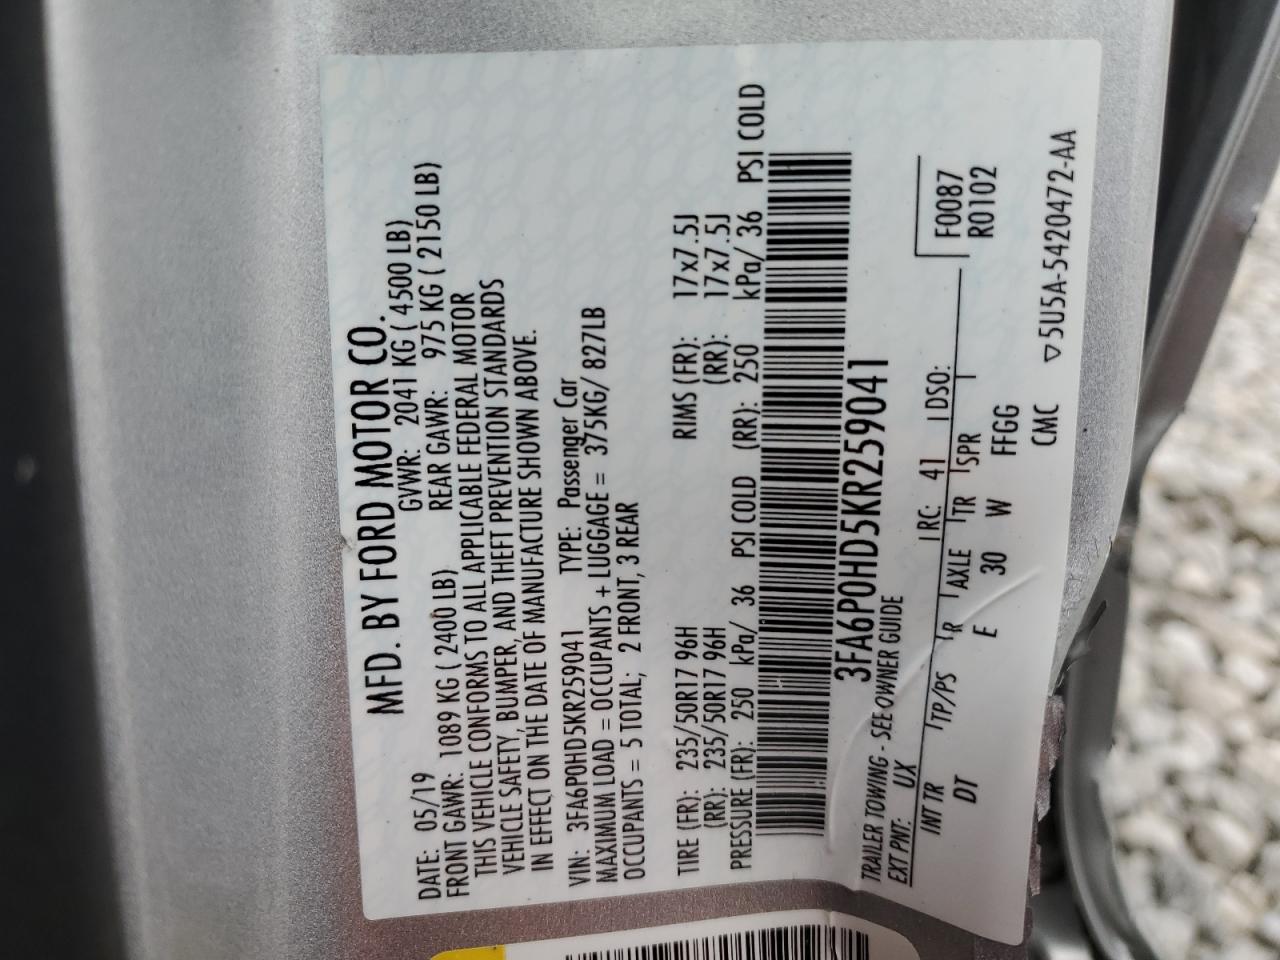 MFD. BY FORD MOTOR CO.
DATE: 05/19 GVWR: 2041 KG ( 4500 LB)
FRONT GAWR: 1089 KG ( 2400 LB) REAR GAWR: 975 KG ( 2150 LB)
THIS VEHICLE CONFORMS TO ALL APPLICABLE FEDERAL MOTOR
VEHICLE SAFETY, BUMPER, AND THEFT PREVENTION STANDARDS
IN EFFECT ON THE DATE OF MANUFACTURE SHOWN ABOVE.
VIN: 3FA6P0HD5KR259041 TYPE: Passenger Car
MAXIMUM LOAD = OCCUPANTS + LUGGAGE = 375KG/ 827LB
OCCUPANTS = 5 TOTAL; 2 FRONT, 3 REAR
TIRE (FR): 235/50R17 96H RIMS (FR): 17x7.5J
(RR): 235/50R17 96H (RR): 17x7.5J
PRESSURE (FR): 250 kPa/ 36 PSI COLD (RR): 250 kPa/ 36 PSI COLD
3FA6P0HD5KR259041
TRAILER TOWING - SEE OWNER GUIDE
EXT PNT: UX RC: 41 DSO: F0087
INT TR TP/PS R AXLE TR SPR R0102
DT E 30 W FFGG
CMC ▽5U5A-5420472-AA